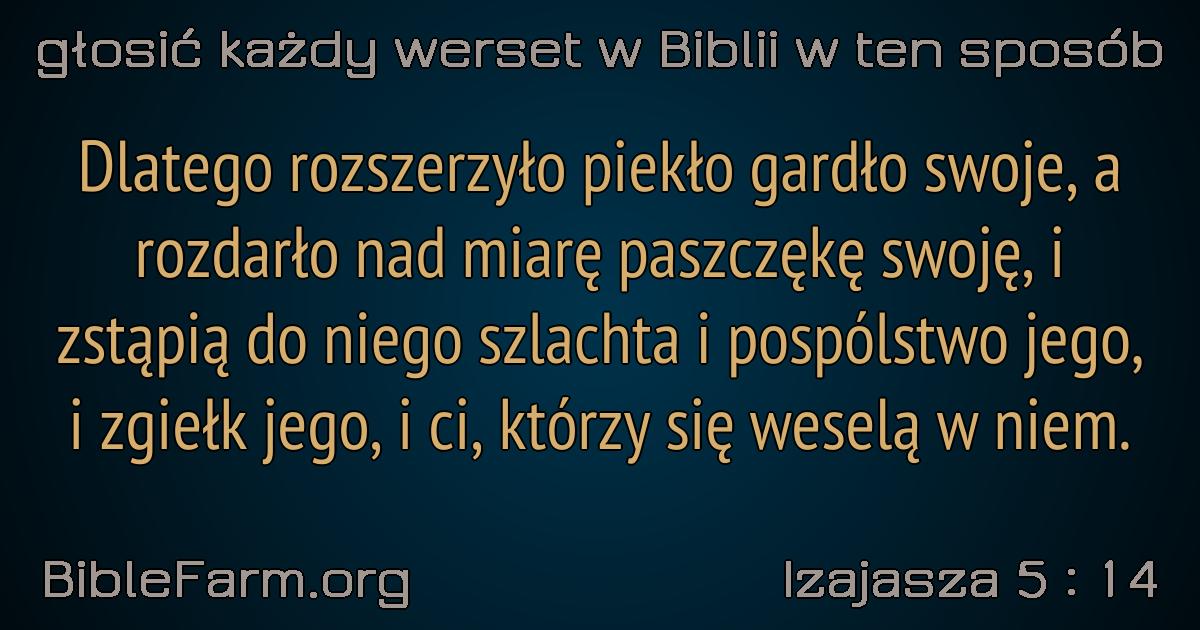 głosić każdy werset w Biblii w ten sposób
Dlatego rozszerzyło piekło gardło swoje, a
rozdarło nad miarę paszczękę swoję, i
zstąpią do niego szlachta i pospólstwo jego,
i zgiełk jego, i ci, którzy się weselą w niem.
BibleFarm.org
Izajasza 5 : 14